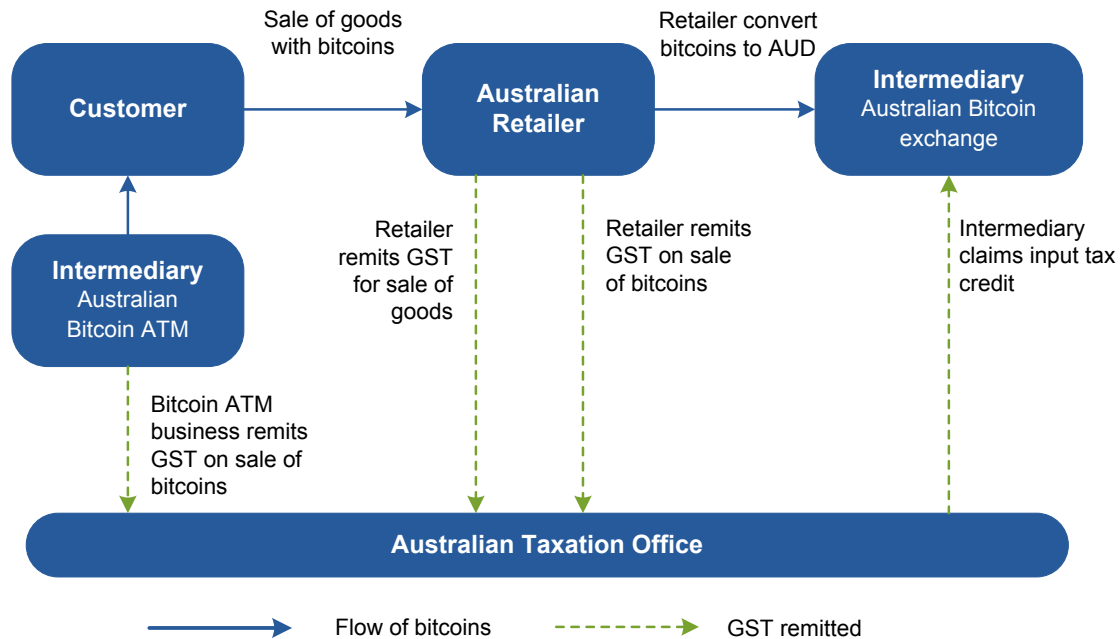 Sale of goods
with bitcoins
Retailer convert
bitcoins to AUD
Customer
Australian
Retailer
Intermediary
Australian Bitcoin
exchange
Intermediary
Australian
Bitcoin ATM
Retailer
remits GST
for sale of
goods
Retailer remits
GST on sale
of bitcoins
Intermediary
claims input tax
credit
Bitcoin ATM
business remits
GST on sale of
bitcoins
Australian Taxation Office
Flow of bitcoins
GST remitted